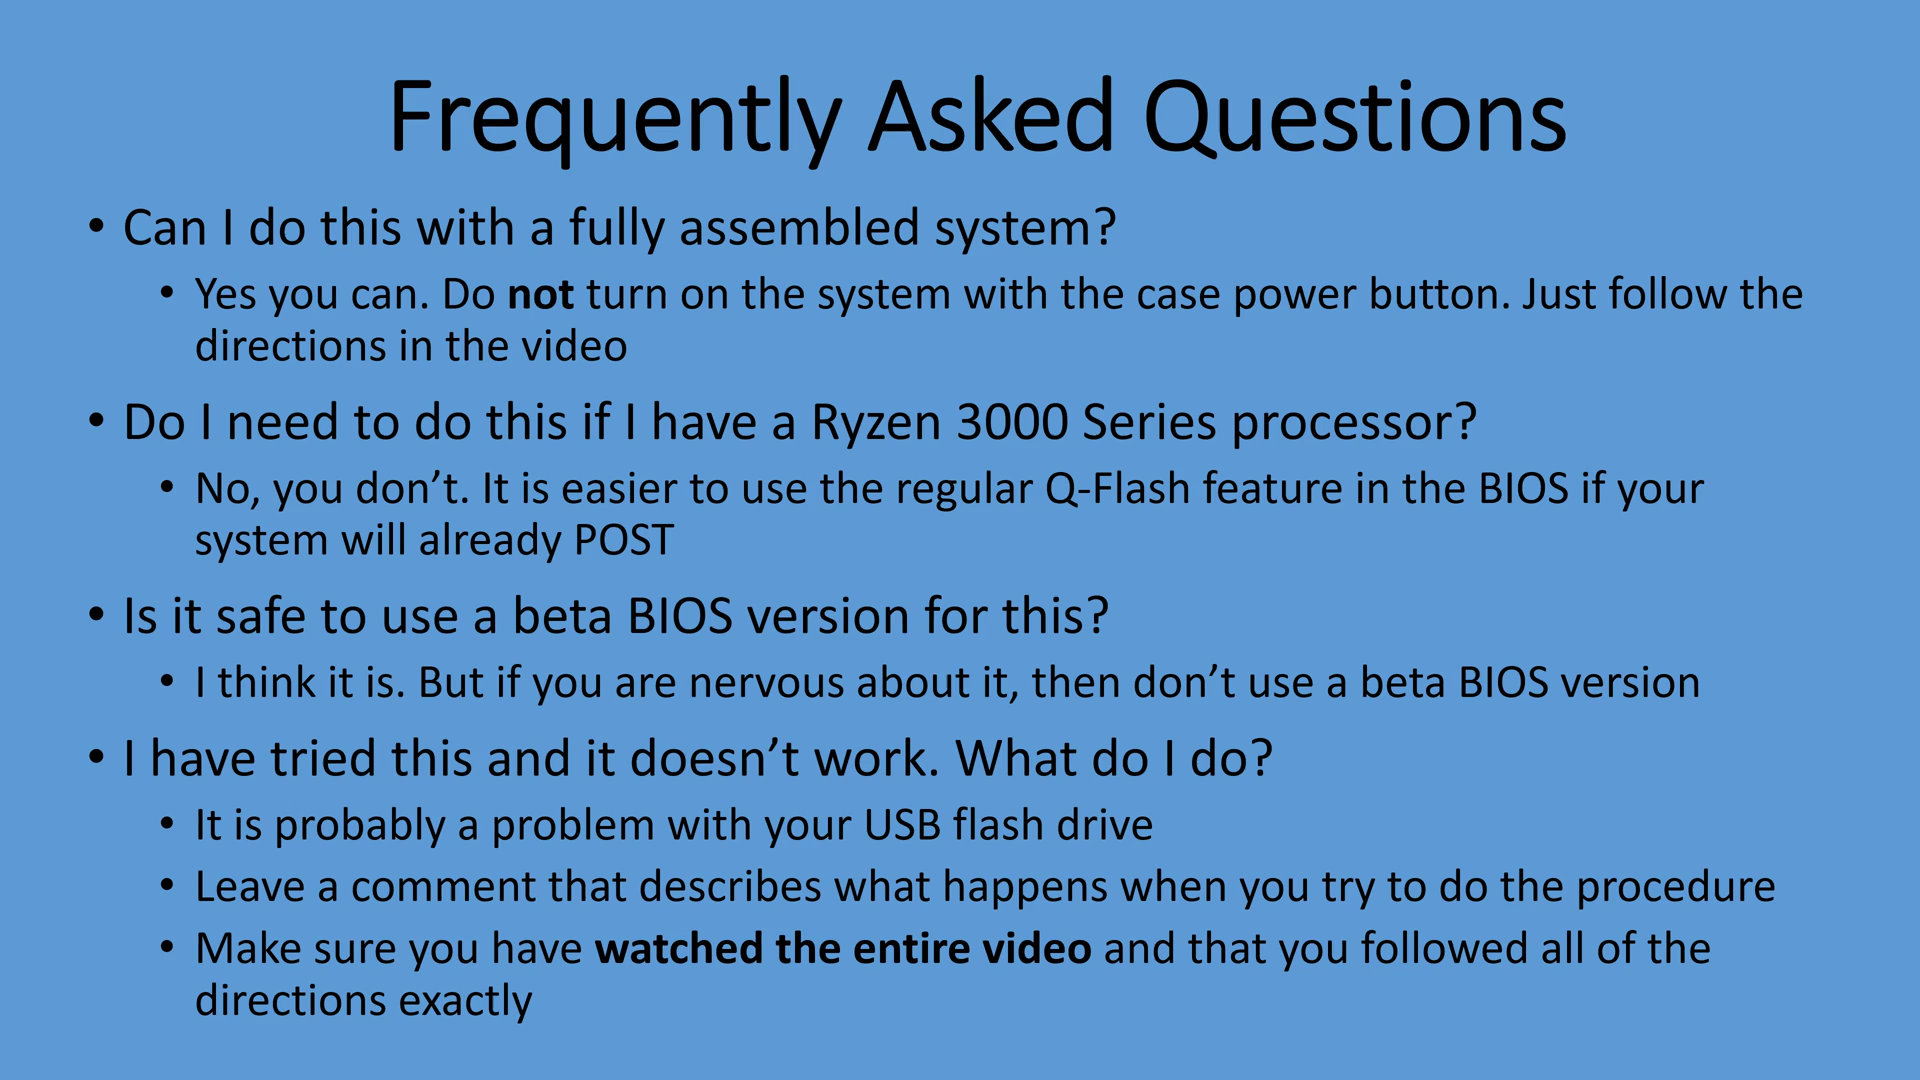 Frequently Asked Questions
• Can I do this with a fully assembled system?
• Yes you can. Do not turn on the system with the case power button. Just follow the
directions in the video
• Do I need to do this if I have a Ryzen 3000 Series processor?
• No, you don’t. It is easier to use the regular Q-Flash feature in the BIOS if your
system will already POST
• Is it safe to use a beta BIOS version for this?
• I think it is. But if you are nervous about it, then don’t use a beta BIOS version
• I have tried this and it doesn’t work. What do I do?
• It is probably a problem with your USB flash drive
• Leave a comment that describes what happens when you try to do the procedure
• Make sure you have watched the entire video and that you followed all of the
directions exactly